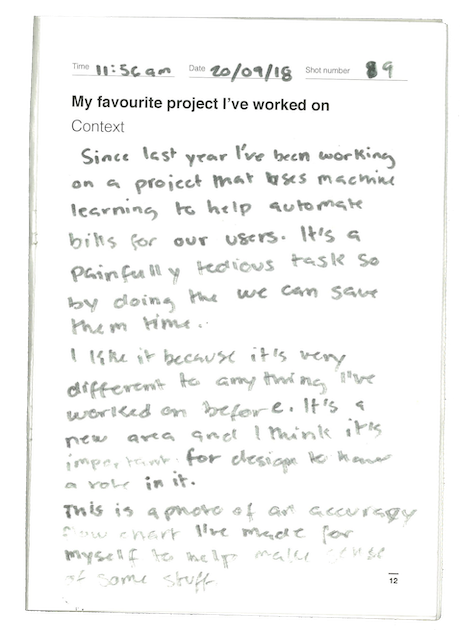 Time 11:56am Date 20/09/18 Shot number 89
My favourite project I've worked on
Context
Since last year I've been working
on a project that uses machine
learning to help automate
bills for our users. It's a
painfully tedious task so
by doing the we can save
them time.
I like it because it's very
different to anything I've
worked on before. It's a
new area and I think it's
important for design to have
a role in it.
This is a photo of an accuracy
flow chart I've made for
myself to help make sense
of some stuff
12